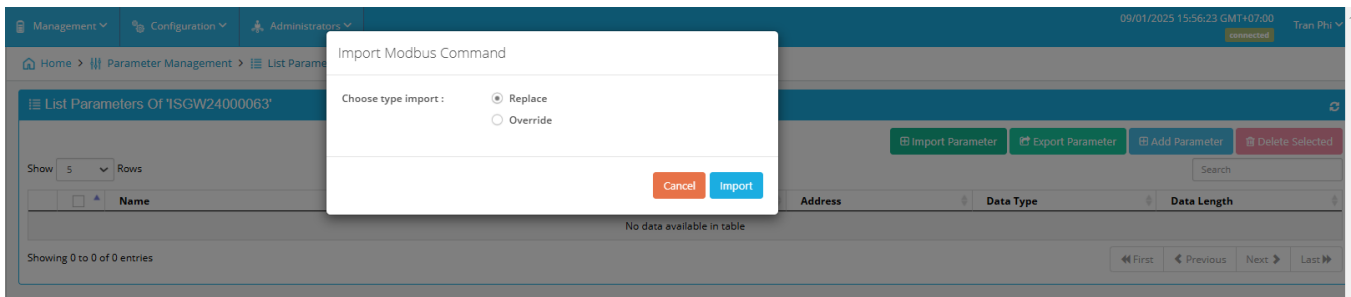 Management Configuration Administrators 09/01/2025 15:56:23 GMT+07:00 Tran Phi
connected
Home > Parameter Management > List Parame
Import Modbus Command
Choose type import : Replace
Override
Cancel Import
List Parameters Of 'ISGW24000063'
Import Parameter Export Parameter Add Parameter Delete Selected
Show 5 Rows Search
Name Address Data Type Data Length
No data available in table
Showing 0 to 0 of 0 entries First Previous Next Last